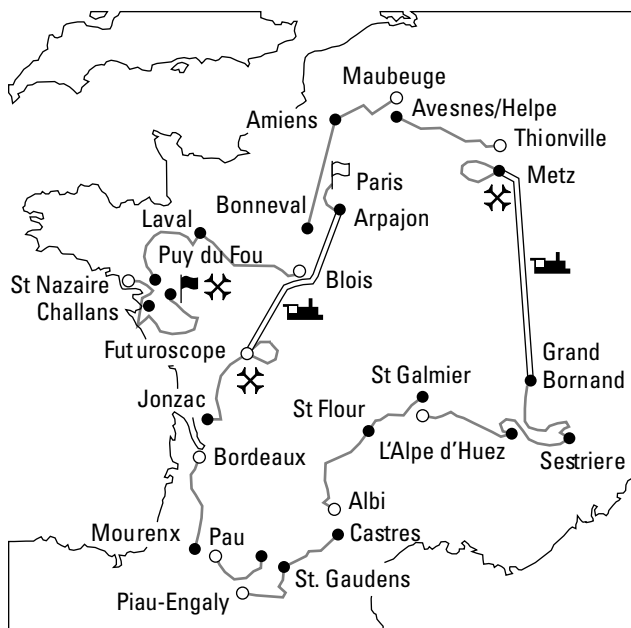 Maubeuge
Avesnes/Helpe
Amiens
Thionville
Paris
Metz
Bonneval
Arpajon
Laval
Puy du Fou
Blois
St Nazaire
Challans
Futuroscope
Grand
Bornand
St Galmier
Jonzac
St Flour
L'Alpe d'Huez
Sestriere
Bordeaux
Albi
Mourenx
Pau
Castres
St. Gaudens
Piau-Engaly